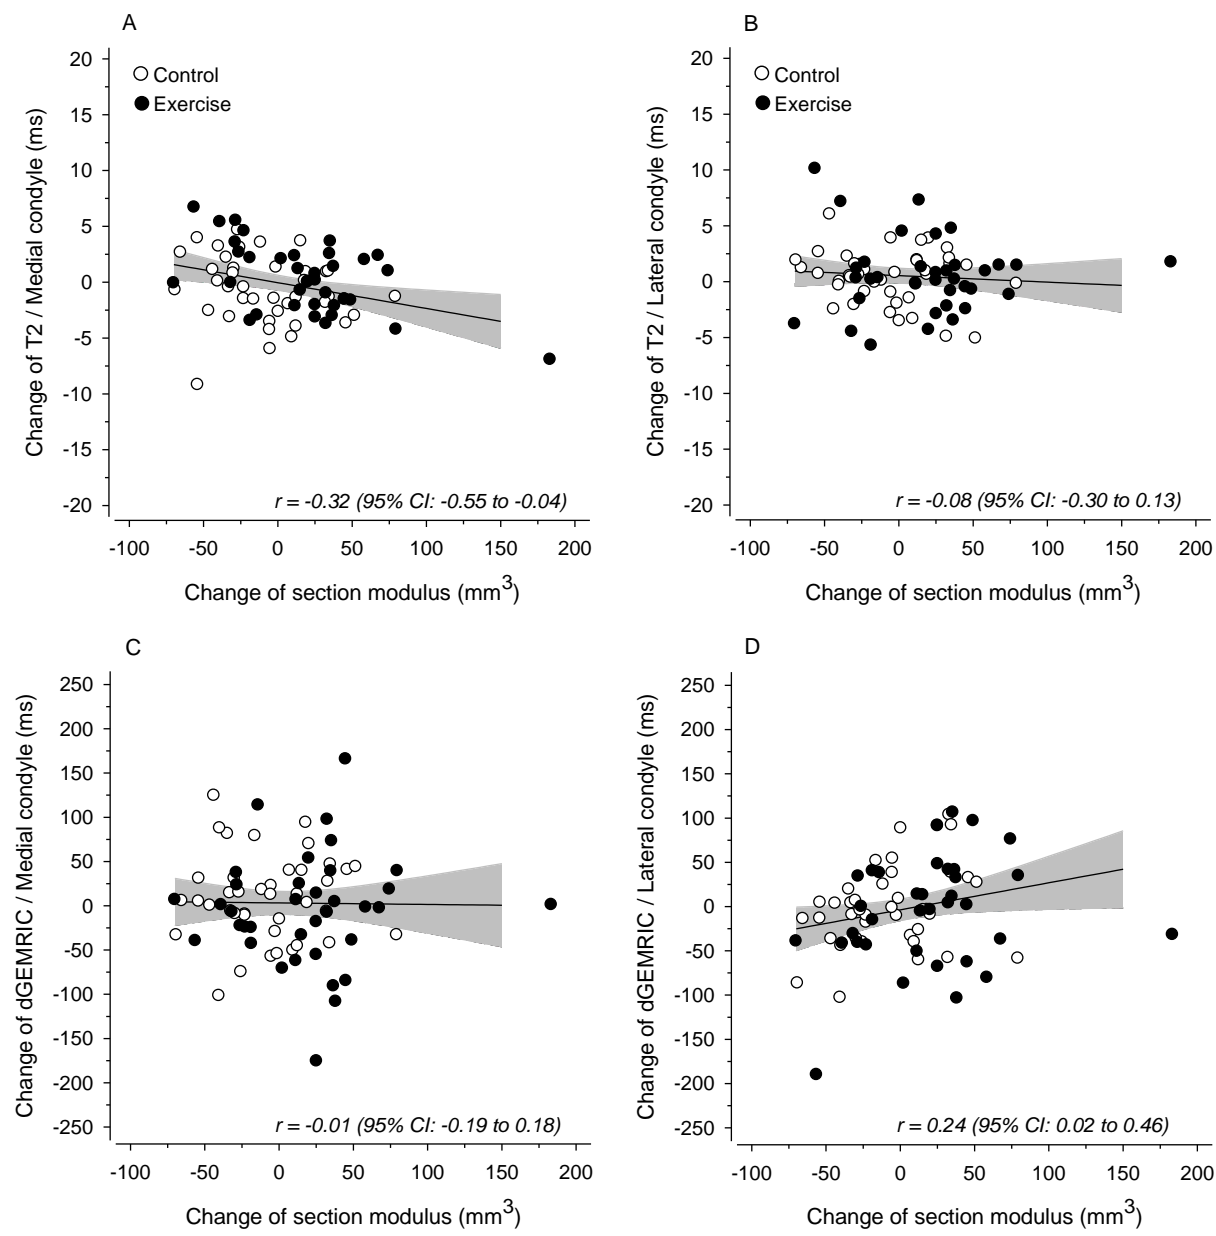 A
20
15
10
5
0
-5
-10
-15
-20
Control
Exercise
Change of T2 / Medial condyle (ms)
r = -0.32 (95% CI: -0.55 to -0.04)
-100 -50 0 50 100 150 200
Change of section modulus (mm3)
B
20
15
10
5
0
-5
-10
-15
-20
Control
Exercise
Change of T2 / Lateral condyle (ms)
r = -0.08 (95% CI: -0.30 to 0.13)
-100 -50 0 50 100 150 200
Change of section modulus (mm3)
C
250
200
150
100
50
0
-50
-100
-150
-200
-250
Change of dGEMRIC / Medial condyle (ms)
r = -0.01 (95% CI: -0.19 to 0.18)
-100 -50 0 50 100 150 200
Change of section modulus (mm3)
D
250
200
150
100
50
0
-50
-100
-150
-200
-250
Change of dGEMRIC / Lateral condyle (ms)
r = 0.24 (95% CI: 0.02 to 0.46)
-100 -50 0 50 100 150 200
Change of section modulus (mm3)